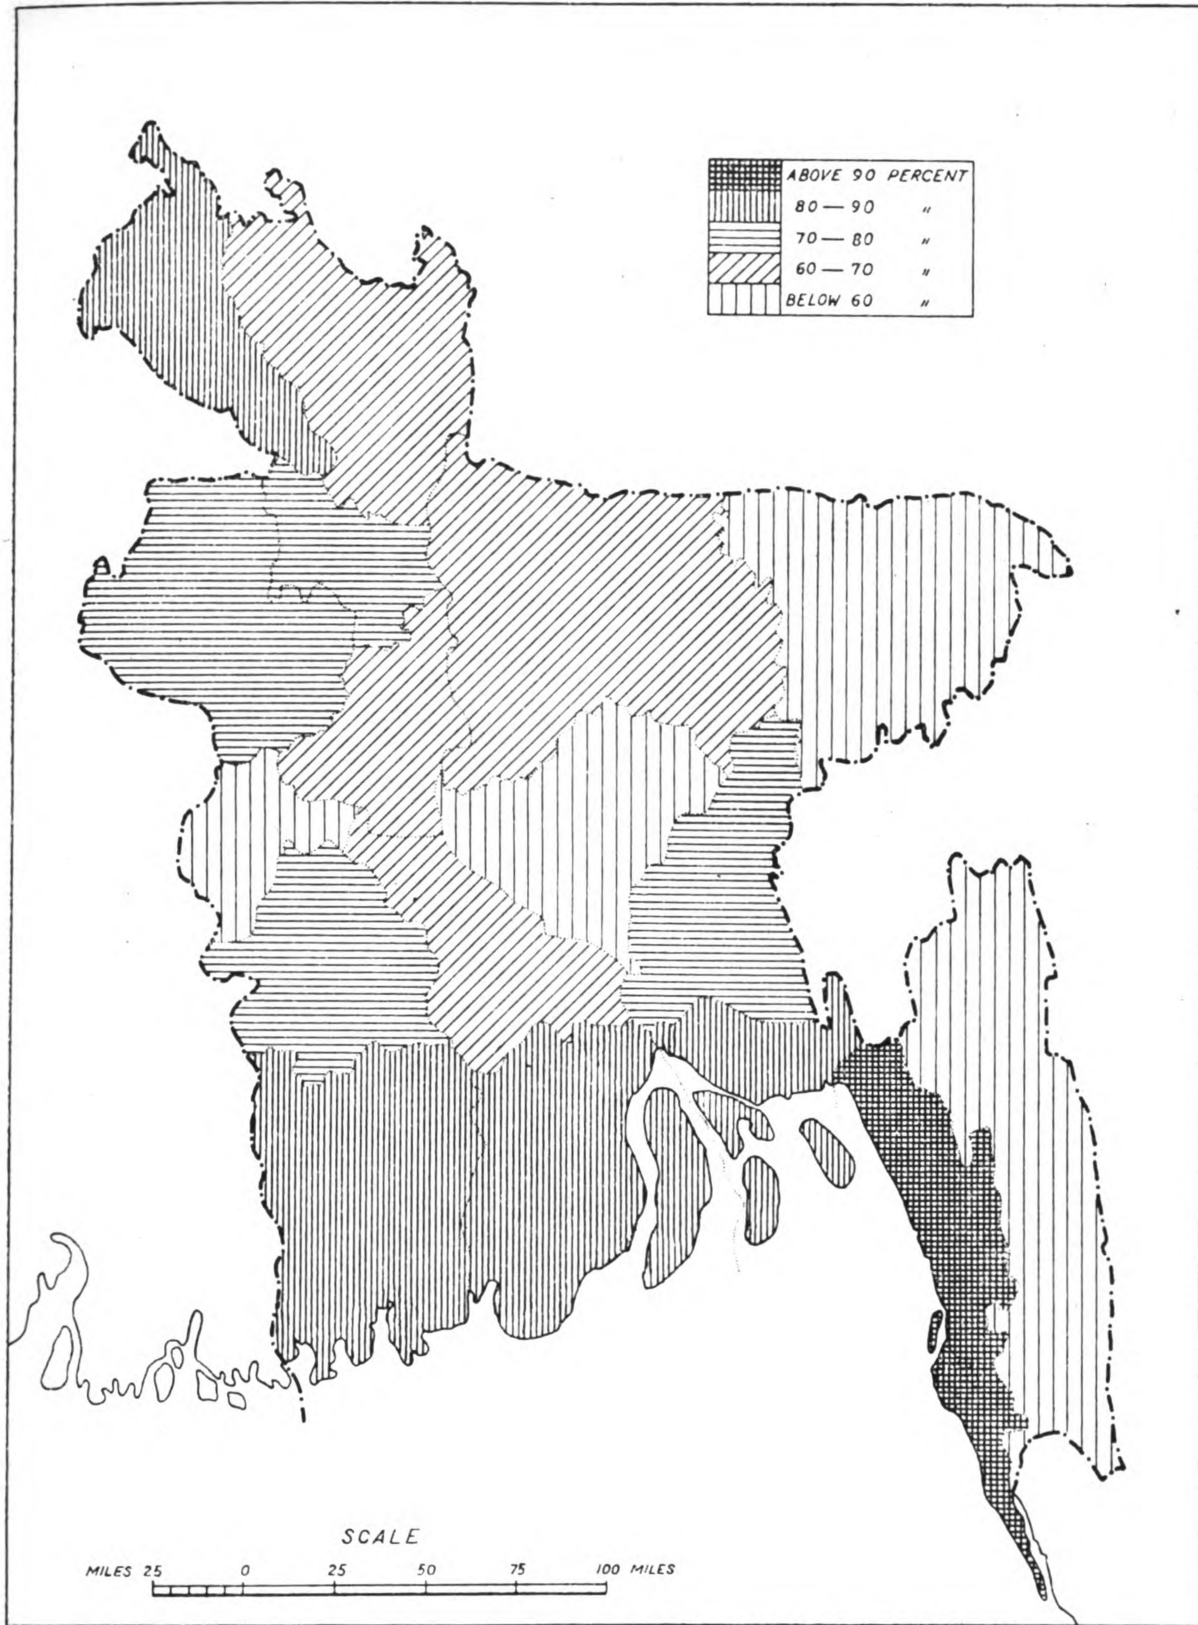 ABOVE 90 PERCENT
80 — 90 "
70 — 80 "
60 — 70 "
BELOW 60 "
SCALE
MILES 25 0 25 50 75 100 MILES